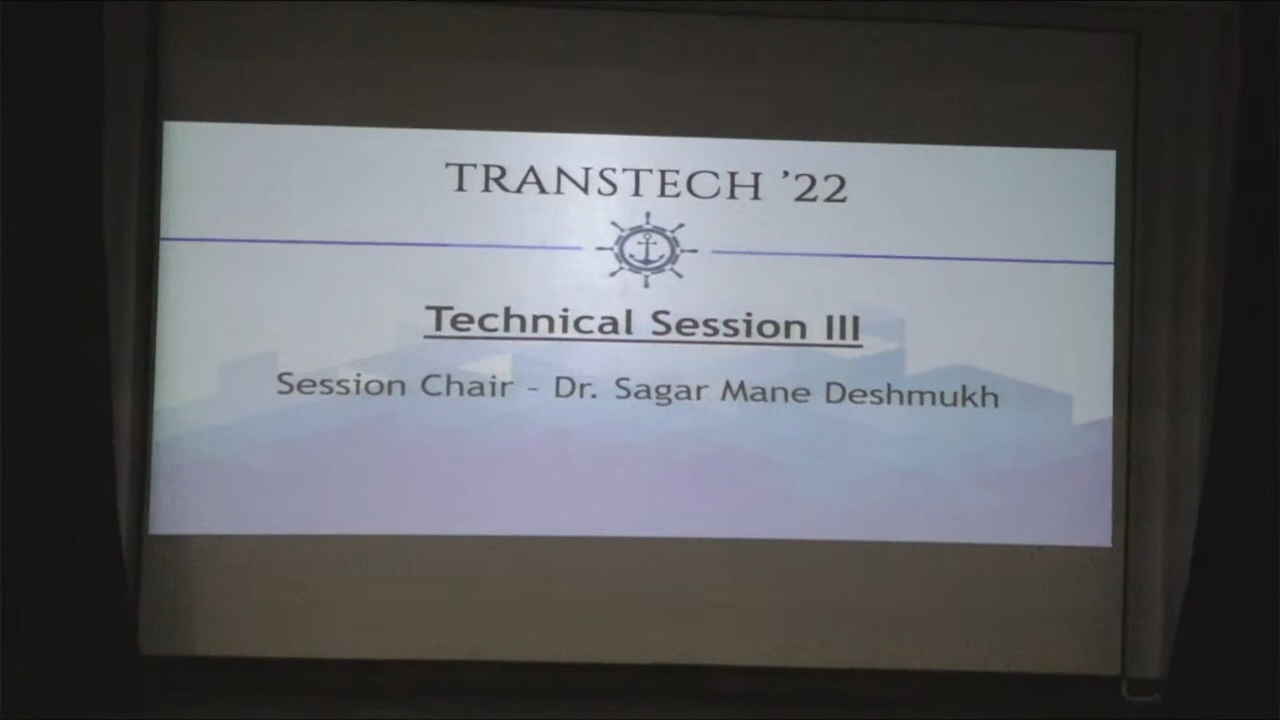 TRANSTECH ’22
Technical Session III
Session Chair - Dr. Sagar Mane Deshmukh